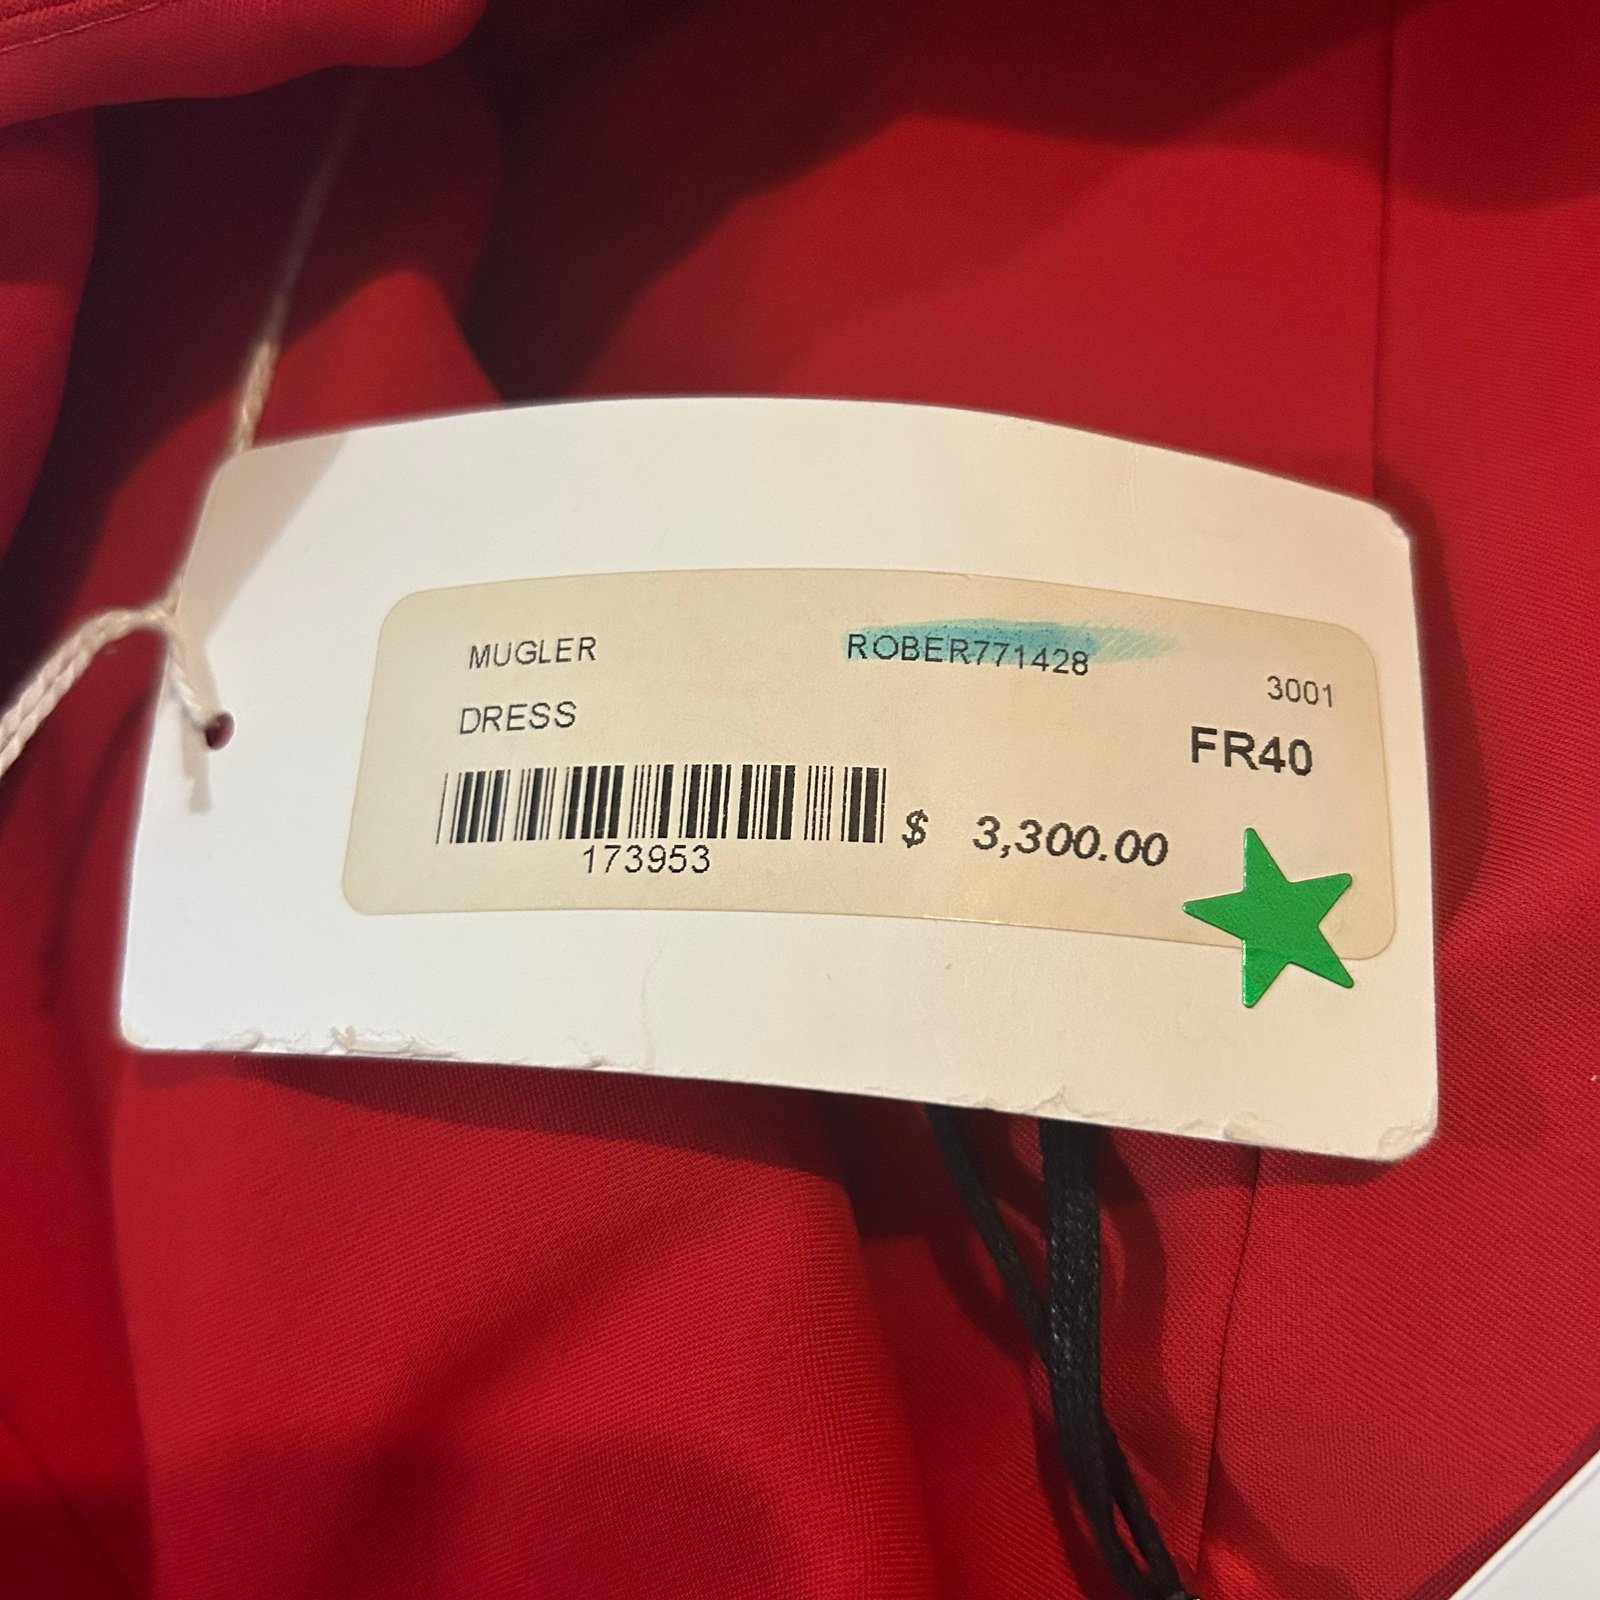 MUGLER ROBER771428
3001
DRESS
FR40
$ 3,300.00
173953